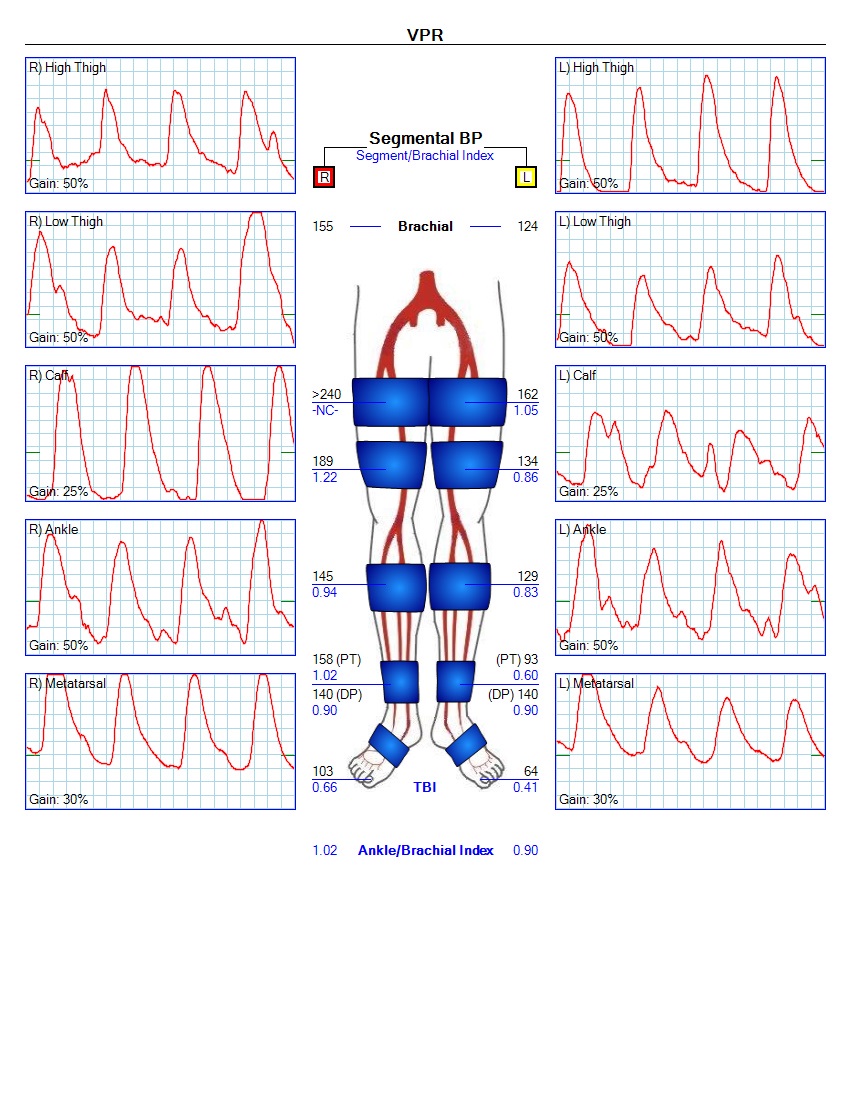 VPR
R) High Thigh
Gain: 50%
R) Low Thigh
Gain: 50%
R) Calf
Gain: 25%
R) Ankle
Gain: 50%
R) Metatarsal
Gain: 30%
Segmental BP
Segment/Brachial Index
R L
155 Brachial 124
>240 162
-NC- 1.05
189 134
1.22 0.86
145 129
0.94 0.83
158 (PT) (PT) 93
1.02 0.60
140 (DP) (DP) 140
0.90 0.90
103 64
0.66 TBI 0.41
1.02 Ankle/Brachial Index 0.90
L) High Thigh
Gain: 50%
L) Low Thigh
Gain: 50%
L) Calf
Gain: 25%
L) Ankle
Gain: 50%
L) Metatarsal
Gain: 30%